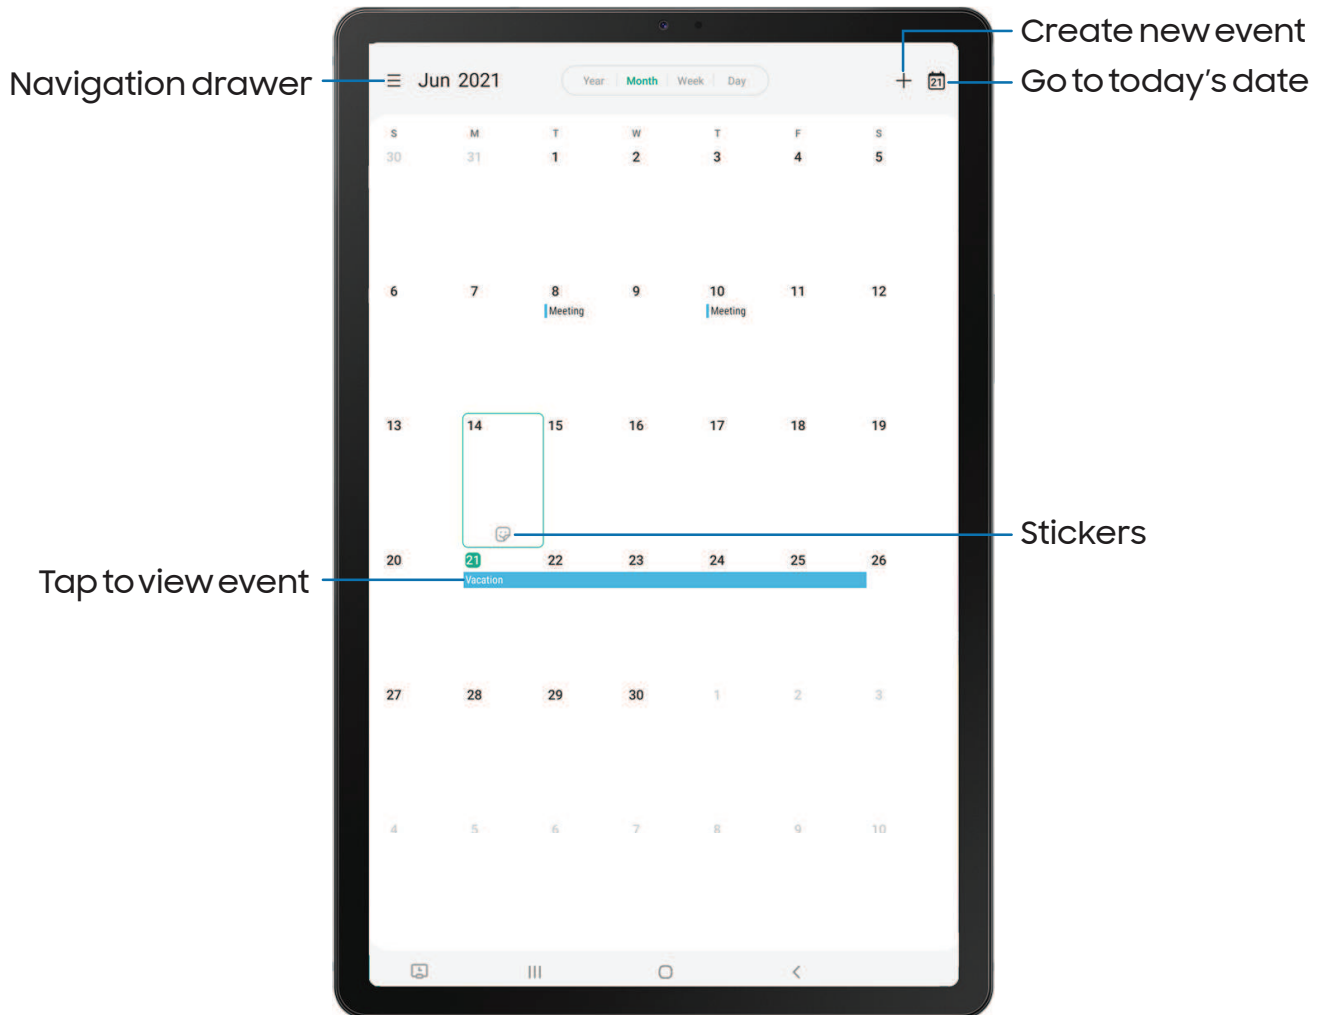 Create new event
Navigation drawer
Jun 2021
Year Month Week Day
21
Go to today's date
S M T W T F S
30 31 1 2 3 4 5
6 7 8 9 10 11 12
Meeting Meeting
13 14 15 16 17 18 19
Stickers
20 21 22 23 24 25 26
Tap to view event
Vacation
27 28 29 30 1 2 3
4 5 6 7 8 9 10